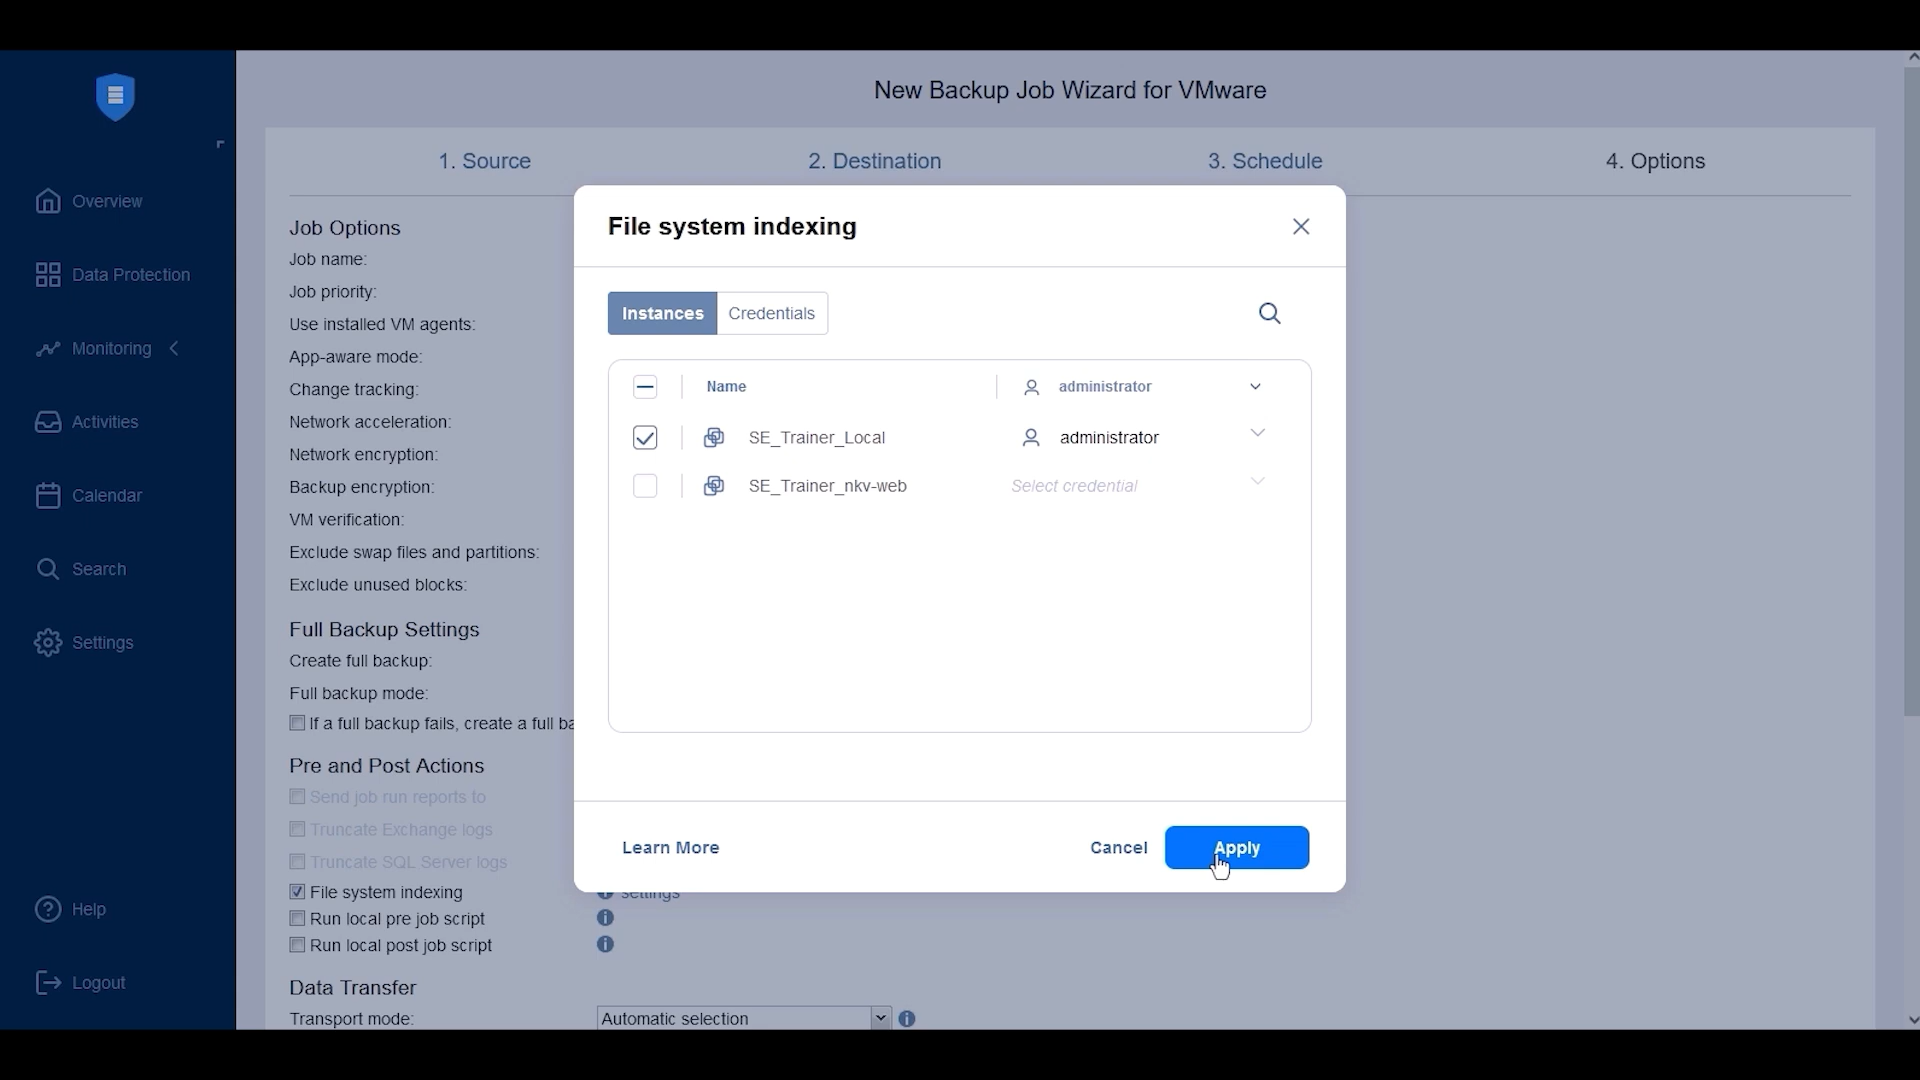 New Backup Job Wizard for VMware
1. Source
2. Destination
3. Schedule
4. Options
Overview
Data Protection
Monitoring
Activities
Calendar
Search
Settings
Help
Logout
Job Options
Job name:
Job priority:
Use installed VM agents:
App-aware mode:
Change tracking:
Network acceleration:
Network encryption:
Backup encryption:
VM verification:
Exclude swap files and partitions:
Exclude unused blocks:
Full Backup Settings
Create full backup:
Full backup mode:
If a full backup fails, create a full ba
Pre and Post Actions
Send job run reports to
Truncate Exchange logs
Truncate SQL Server logs
File system indexing
settings
Run local pre job script
Run local post job script
Data Transfer
Transport mode:
Automatic selection
File system indexing
Instances
Credentials
Name
administrator
SE_Trainer_Local
administrator
SE_Trainer_nkv-web
Select credential
Learn More
Cancel
Apply